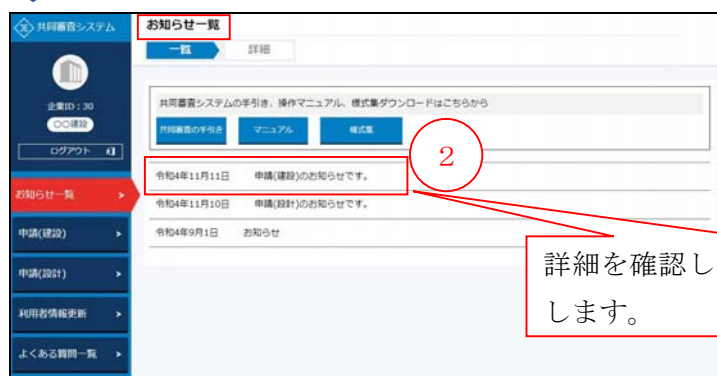 共同審査システム
企業ID:30
○○建設
ログアウト
お知らせ一覧
申請(建設)
申請(設計)
利用者情報更新
よくある質問一覧
お知らせ一覧
一覧
詳細
共同審査システムの手引き、操作マニュアル、様式集ダウンロードはこちらから
共同審査の手引き
マニュアル
様式集
2
令和4年11月11日 申請(建設)のお知らせです。
令和4年11月10日 申請(設計)のお知らせです。
令和4年9月1日 お知らせ
詳細を確認し
します。